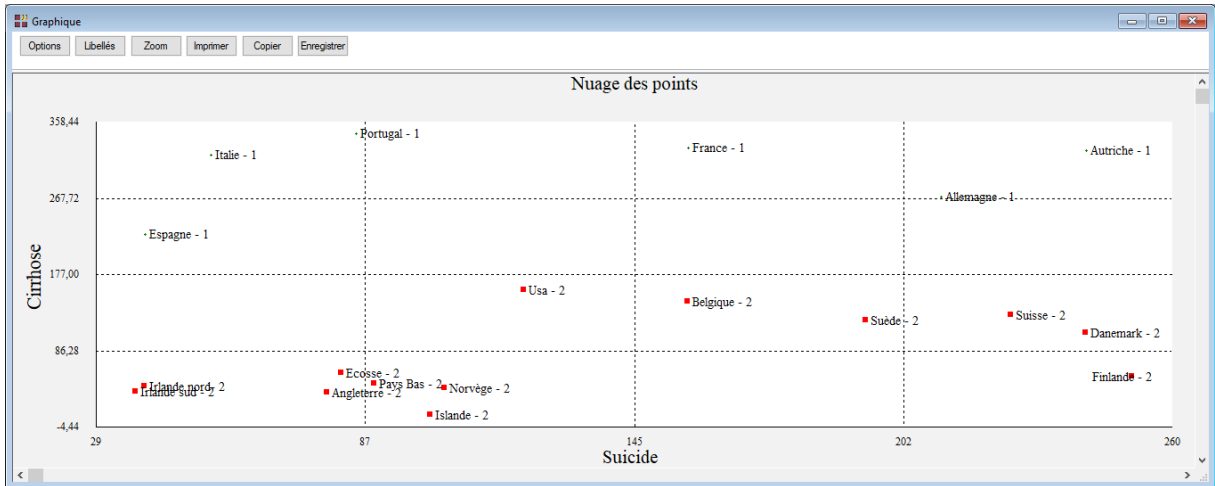 Graphique
Options Libellés Zoom Imprimer Copier Enregistrer
Nuage des points
358,44
Portugal - 1
France - 1
Autriche - 1
Italie - 1
267,72
Allemagne - 1
Espagne - 1
Cirrhose
177,00
Usa - 2
Belgique - 2
Suisse - 2
Suède - 2
Danemark - 2
86,28
Ecosse - 2
Finlande - 2
Pays Bas - 2
Irlande nord- 2
Norvège - 2
Irlande sud - 2
Angleterre - 2
Islande - 2
-4,44
29 87 145 202 260
Suicide